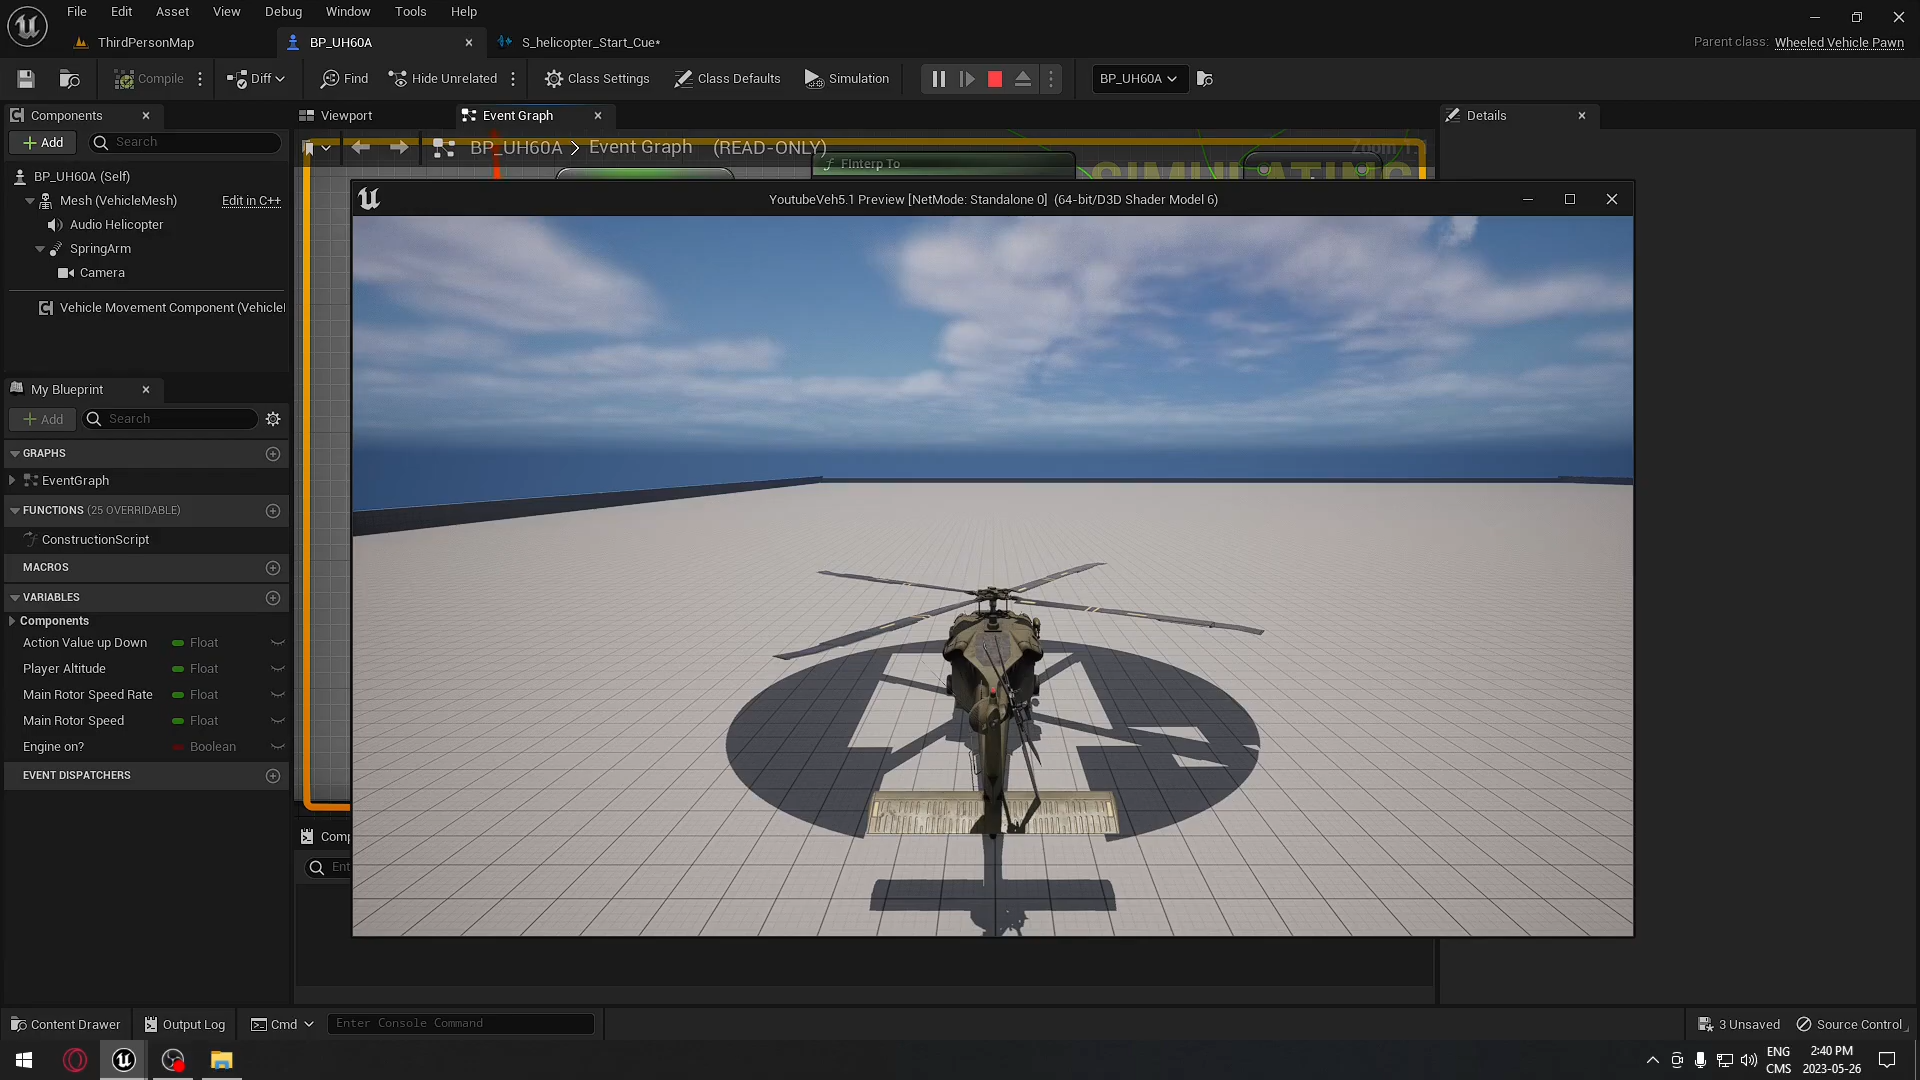 File Edit Asset View Debug Window Tools Help
ThirdPersonMap
BP_UH60A
S_helicopter_Start_Cue*
Parent class: Wheeled Vehicle Pawn
Compile
Diff
Find
Hide Unrelated
Class Settings
Class Defaults
Simulation
BP_UH60A
Components
Viewport
Event Graph
Details
Add
Search
BP_UH60A > Event Graph (READ-ONLY)
SIMULATING
FInterp To
BP_UH60A (Self)
Mesh (VehicleMesh)
Edit in C++
YoutubeVeh5.1 Preview [NetMode: Standalone 0] (64-bit/D3D Shader Model 6)
Audio Helicopter
SpringArm
Camera
Vehicle Movement Component (Vehicle
My Blueprint
Add
Search
GRAPHS
EventGraph
FUNCTIONS (25 OVERRIDABLE)
ConstructionScript
MACROS
VARIABLES
Components
Action Value up Down Float
Player Altitude Float
Main Rotor Speed Rate Float
Main Rotor Speed Float
Engine on? Boolean
EVENT DISPATCHERS
Comp
Ent
Content Drawer
Output Log
Cmd
Enter Console Command
3 Unsaved
Source Control
ENG
CMS
2:40 PM
2023-05-26